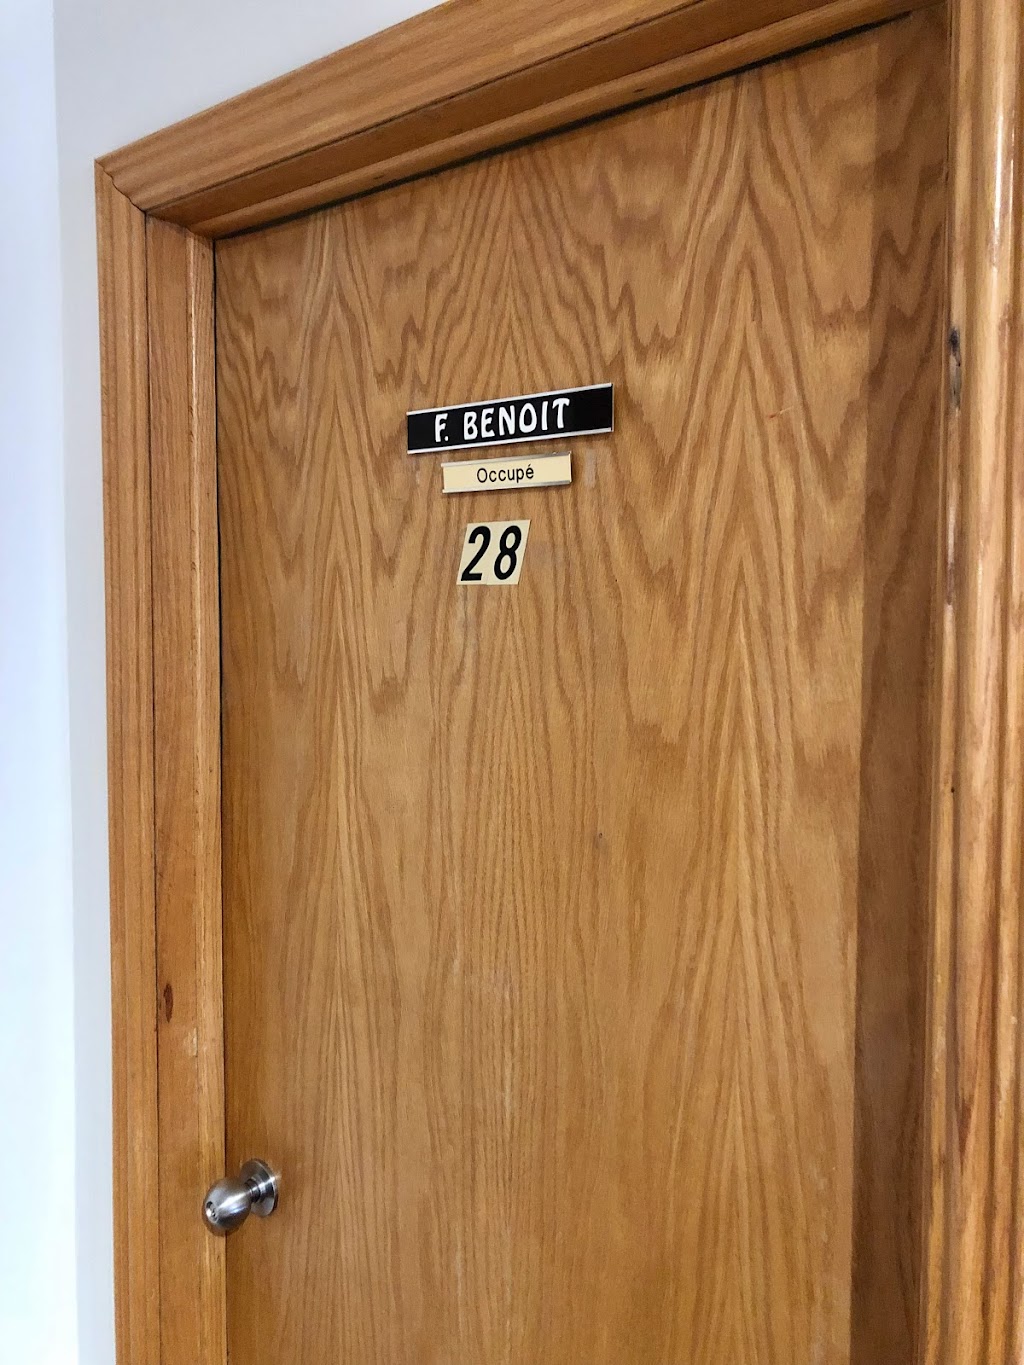 F. BENOIT
Occupé
28